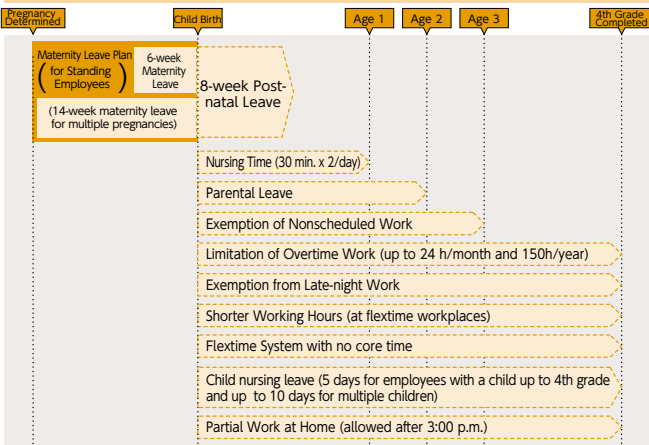 Pregnancy
Determined
Child Birth
Age 1
Age 2
Age 3
4th Grade
Completed
Maternity Leave Plan
(for Standing
Employees)
6-week
Maternity
Leave
(14-week maternity leave
for multiple pregnancies)
8-week Post-
natal Leave
Nursing Time (30 min. x 2/day)
Parental Leave
Exemption of Nonscheduled Work
Limitation of Overtime Work (up to 24 h/month and 150h/year)
Exemption from Late-night Work
Shorter Working Hours (at flextime workplaces)
Flextime System with no core time
Child nursing leave (5 days for employees with a child up to 4th grade
and up to 10 days for multiple children)
Partial Work at Home (allowed after 3:00 p.m.)